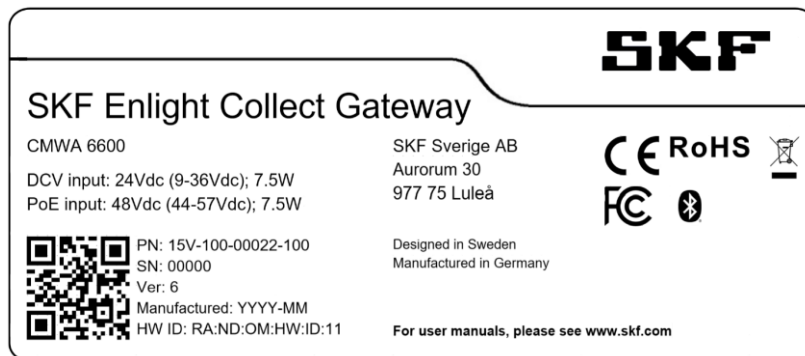 SKF
SKF Enlight Collect Gateway
CMWA 6600
DCV input: 24Vdc (9-36Vdc); 7.5W
PoE input: 48Vdc (44-57Vdc); 7.5W
SKF Sverige AB
Aurorum 30
977 75 Luleå
CE RoHS
FC
PN: 15V-100-00022-100
SN: 00000
Ver: 6
Manufactured: YYYY-MM
HW ID: RA:ND:OM:HW:ID:11
Designed in Sweden
Manufactured in Germany
For user manuals, please see www.skf.com